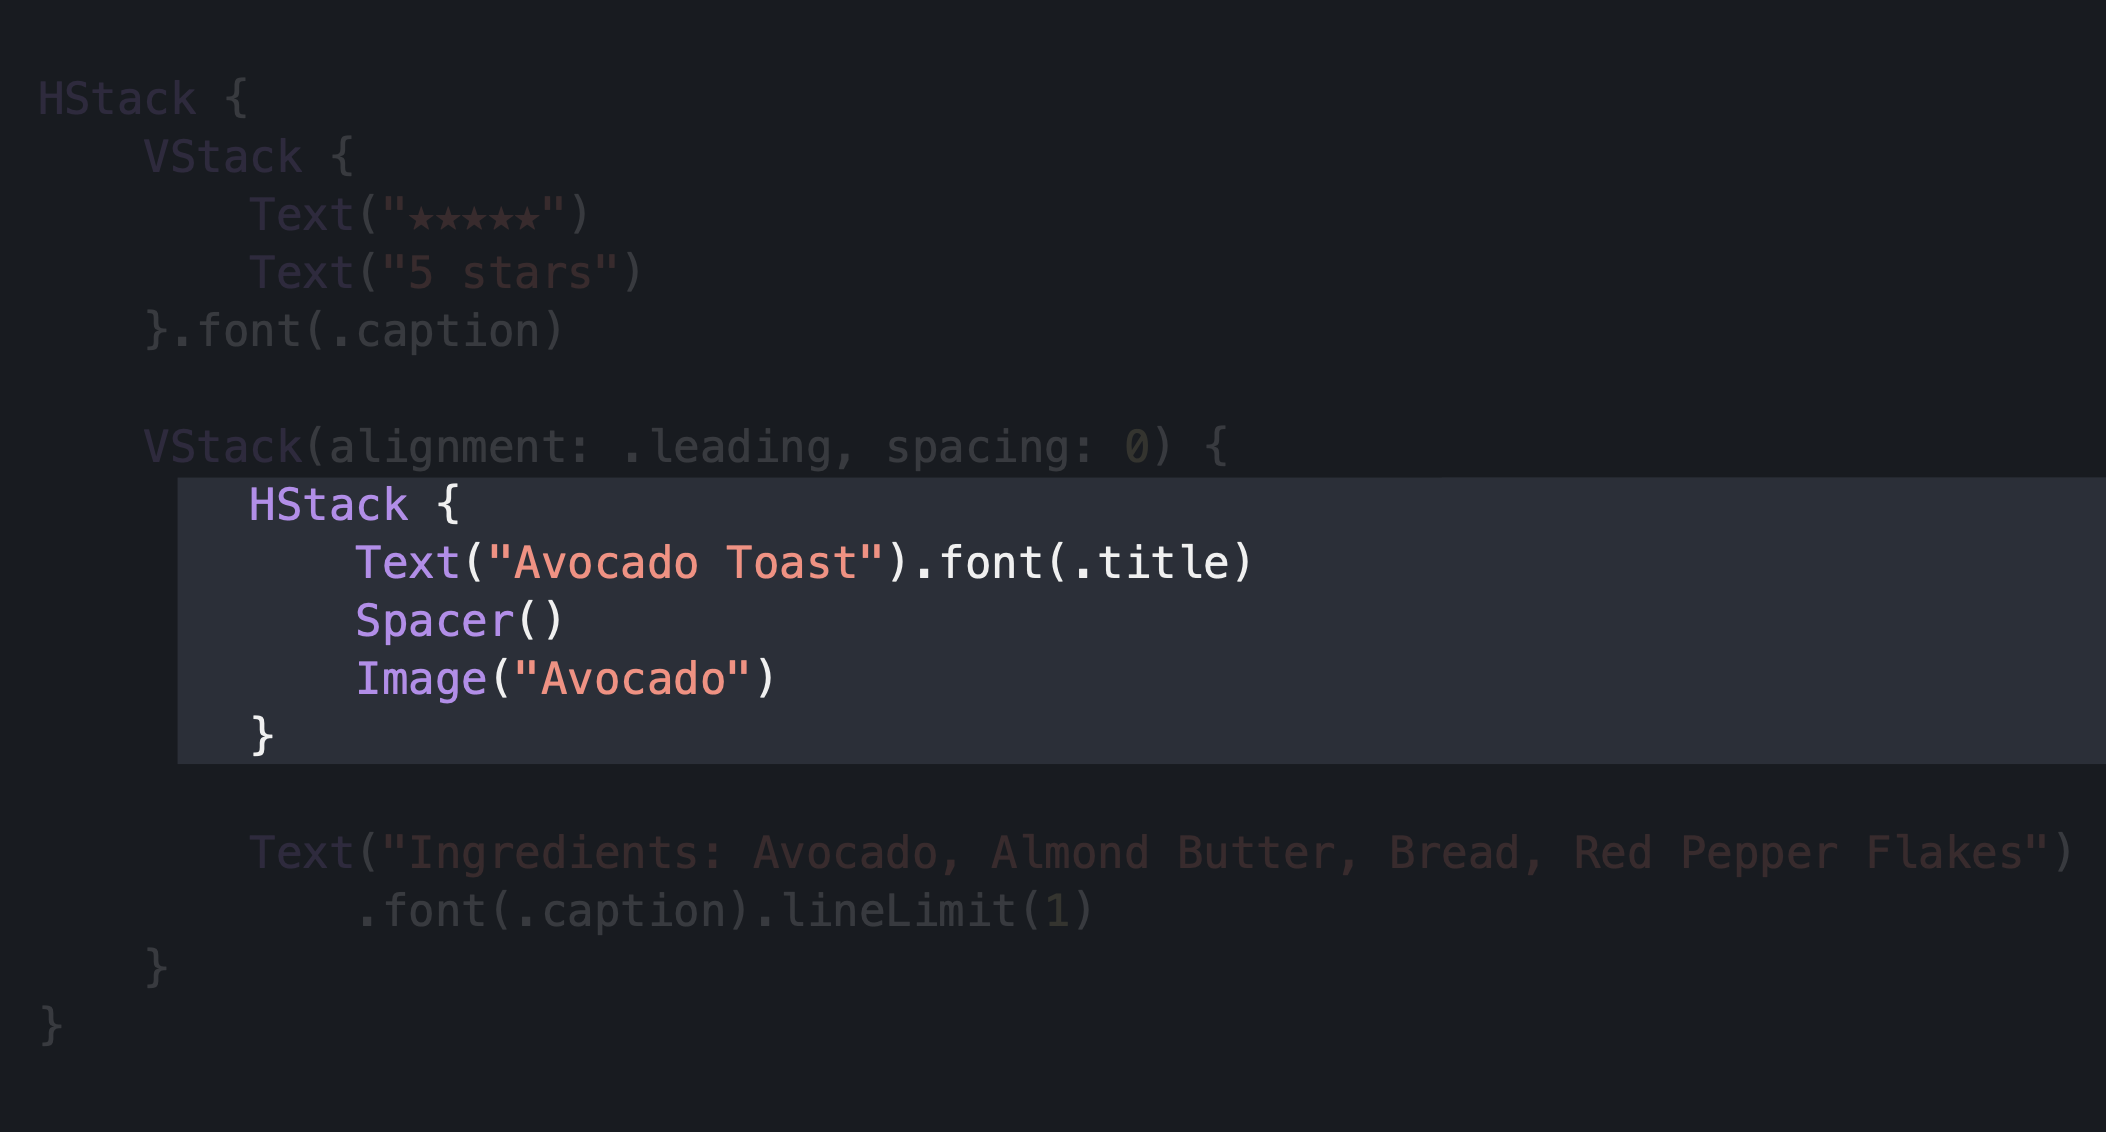 HStack {
    VStack {
        Text("★★★★★")
        Text("5 stars")
    }.font(.caption)

    VStack(alignment: .leading, spacing: 0) {
        HStack {
            Text("Avocado Toast").font(.title)
            Spacer()
            Image("Avocado")
        }

        Text("Ingredients: Avocado, Almond Butter, Bread, Red Pepper Flakes")
            .font(.caption).lineLimit(1)
    }
}